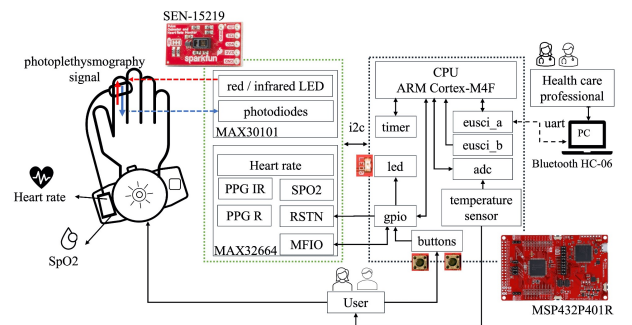 SEN-15219
sparkfun
photoplethysmography
signal
red / infrared LED
photodiodes
MAX30101
Heart rate
PPG IR
SPO2
PPG R
RSTN
MFIO
MAX32664
Heart rate
SpO2
i2c
CPU
ARM Cortex-M4F
timer
eusci_a
eusci_b
adc
led
gpio
buttons
temperature
sensor
User
uart
Health care
professional
PC
Bluetooth HC-06
MSP432P401R